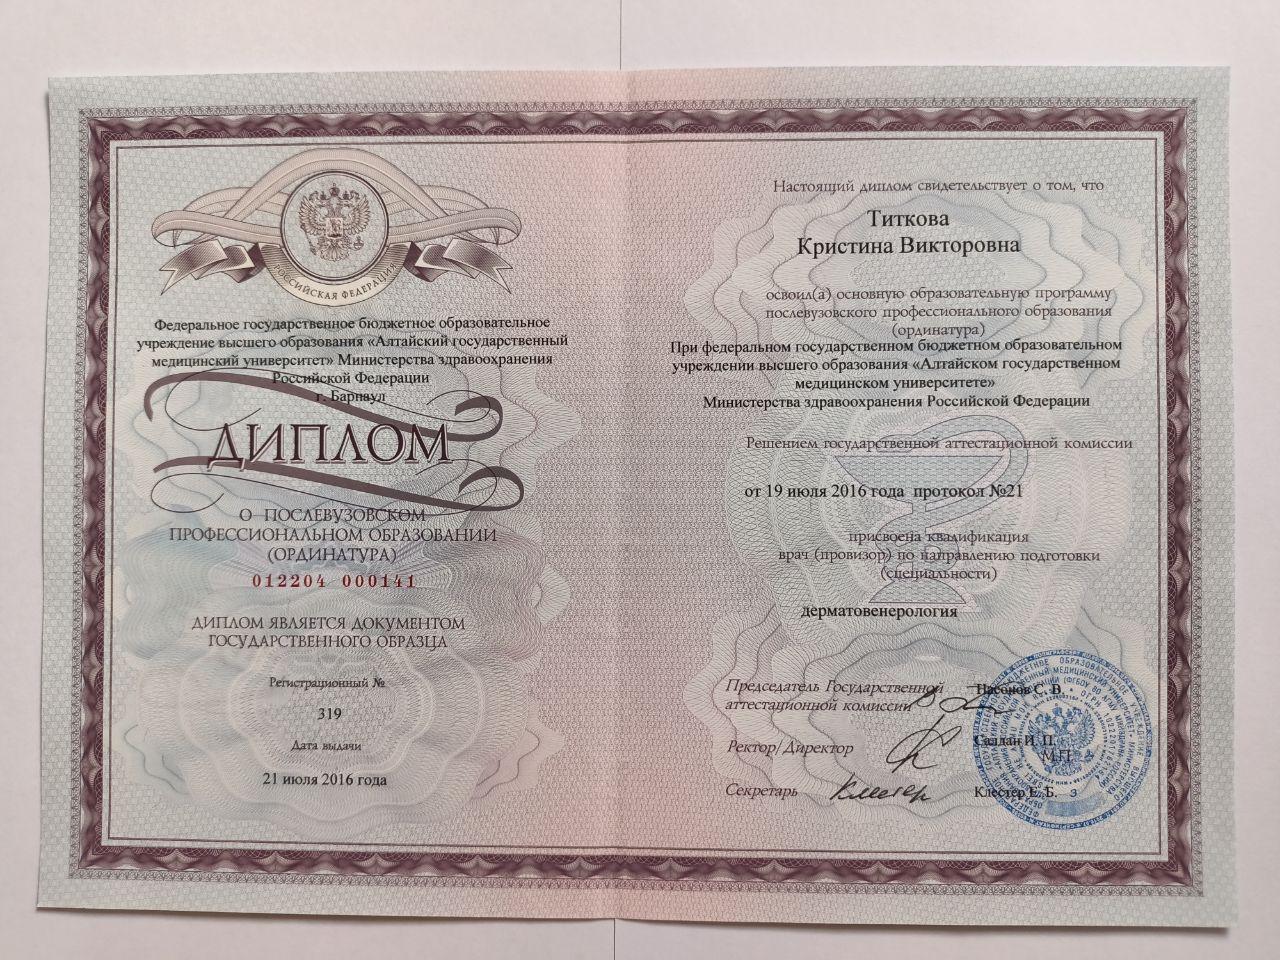 РОССИЙСКАЯ ФЕДЕРАЦИЯ
Федеральное государственное бюджетное образовательное
учреждение высшего образования «Алтайский государственный
медицинский университет» Министерства здравоохранения
Российской Федерации
г. Барнаул
ДИПЛОМ
О ПОСЛЕВУЗОВСКОМ
ПРОФЕССИОНАЛЬНОМ ОБРАЗОВАНИИ
(ОРДИНАТУРА)
012204 000141
ДИПЛОМ ЯВЛЯЕТСЯ ДОКУМЕНТОМ
ГОСУДАРСТВЕННОГО ОБРАЗЦА
Регистрационный №
319
Дата выдачи
21 июля 2016 года
Настоящий диплом свидетельствует о том, что
Титкова
Кристина Викторовна
освоил(а) основную образовательную программу
послевузовского профессионального образования
(ординатура)
При федеральном государственном бюджетном образовательном
учреждении высшего образования «Алтайском государственном
медицинском университете»
Министерства здравоохранения Российской Федерации
Решением государственной аттестационной комиссии
от 19 июля 2016 года протокол №21
присвоена квалификация
врач (провизор) по направлению подготовки
(специальности)
дерматовенерология
Председатель Государственной
аттестационной комиссии
Насонов С. В.
Ректор/Директор
Салдан И. П.
М.П.
Секретарь
Клестер
Клестер Е. Б.
3